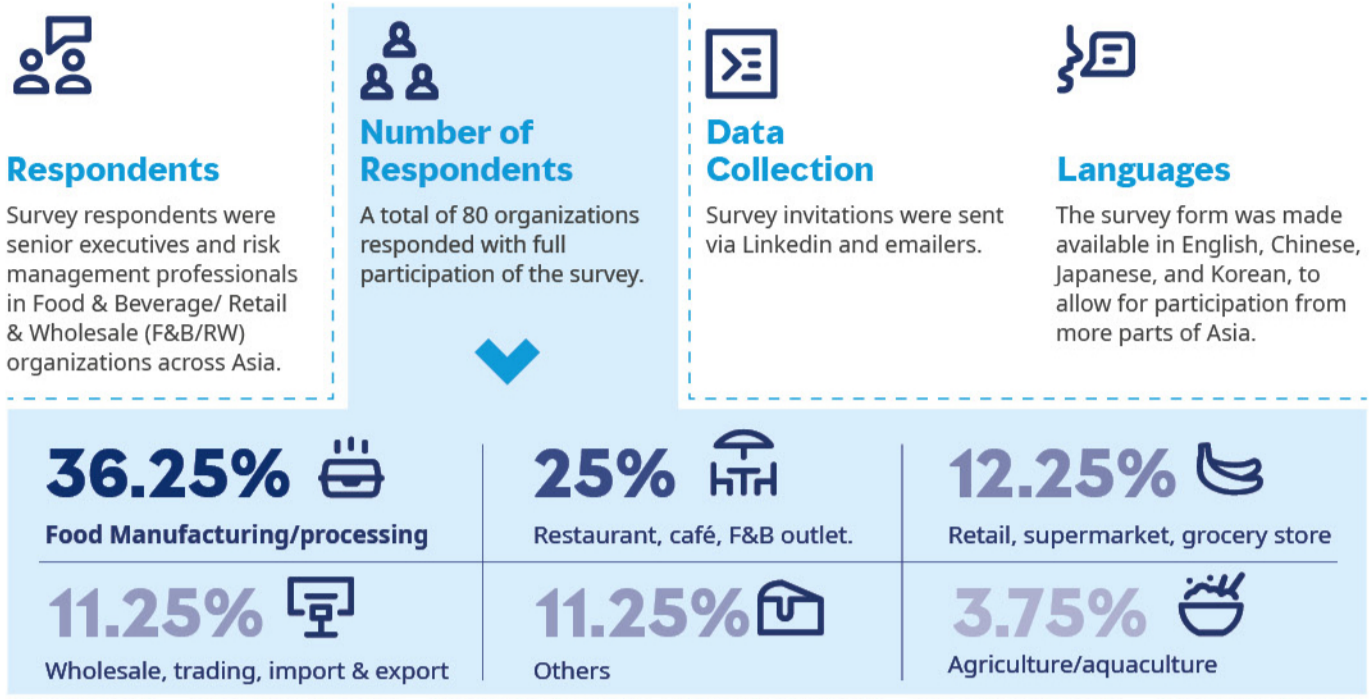 Respondents
Survey respondents were
senior executives and risk
management professionals
in Food & Beverage/ Retail
& Wholesale (F&B/RW)
organizations across Asia.
Number of
Respondents
A total of 80 organizations
responded with full
participation of the survey.
Data
Collection
Survey invitations were sent
via Linkedin and emailers.
Languages
The survey form was made
available in English, Chinese,
Japanese, and Korean, to
allow for participation from
more parts of Asia.
36.25%
Food Manufacturing/processing
25%
Restaurant, café, F&B outlet.
12.25%
Retail, supermarket, grocery store
11.25%
Wholesale, trading, import & export
11.25%
Others
3.75%
Agriculture/aquaculture